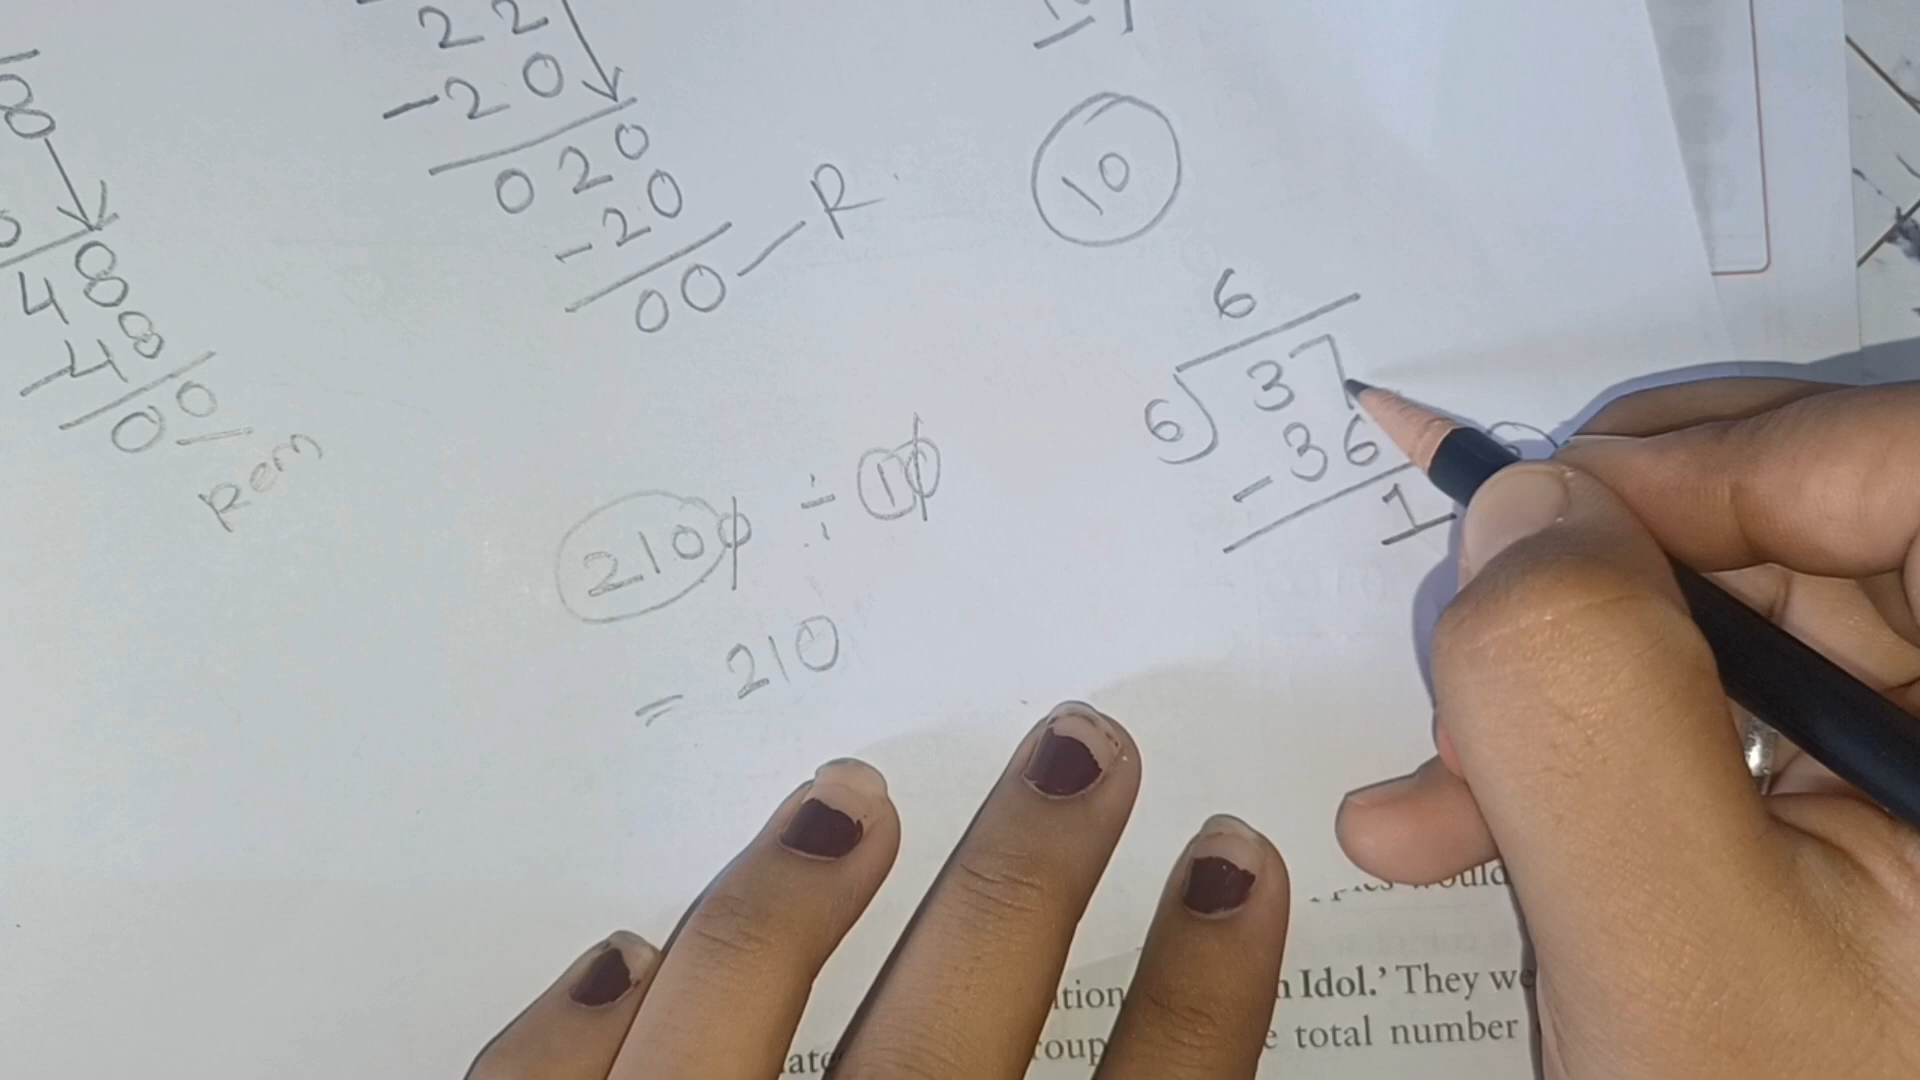 8
48
-48
00
Rem
22
-20
020
-20
00 - R
2100 ÷ 10
= 210
10
6
6) 37
- 36
1
would
Idol.' They we
total number